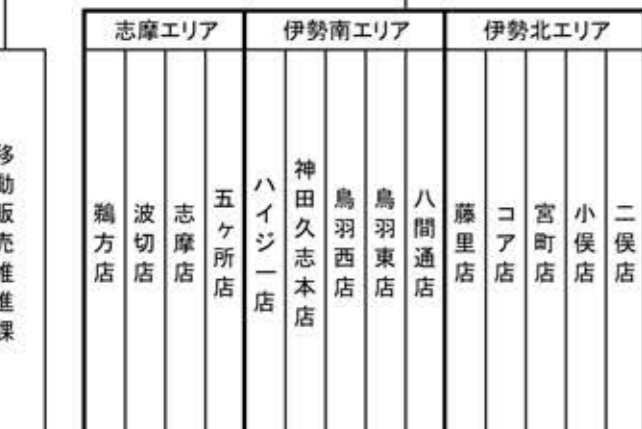 志摩エリア
伊勢南エリア
伊勢北エリア
移動販売推進課
鵜方店
波切店
志摩店
五ヶ所店
ハイジ一店
神田久志本店
鳥羽西店
鳥羽東店
八間通店
藤里店
コア店
宮町店
小俣店
二俣店